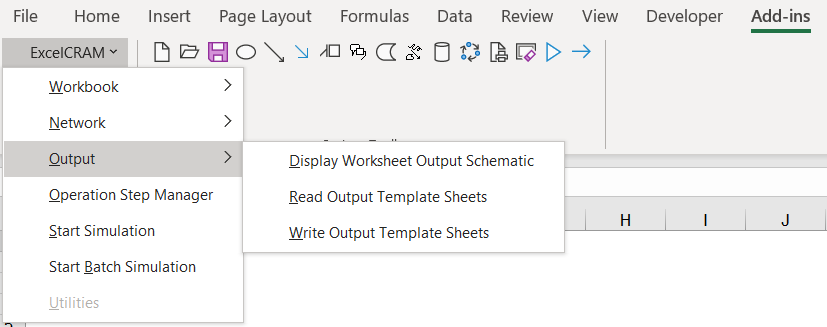 File Home Insert Page Layout Formulas Data Review View Developer Add-ins
ExcelCRAM
Workbook
Network
Output
Operation Step Manager
Start Simulation
Start Batch Simulation
Utilities
Display Worksheet Output Schematic
Read Output Template Sheets
Write Output Template Sheets
H I J